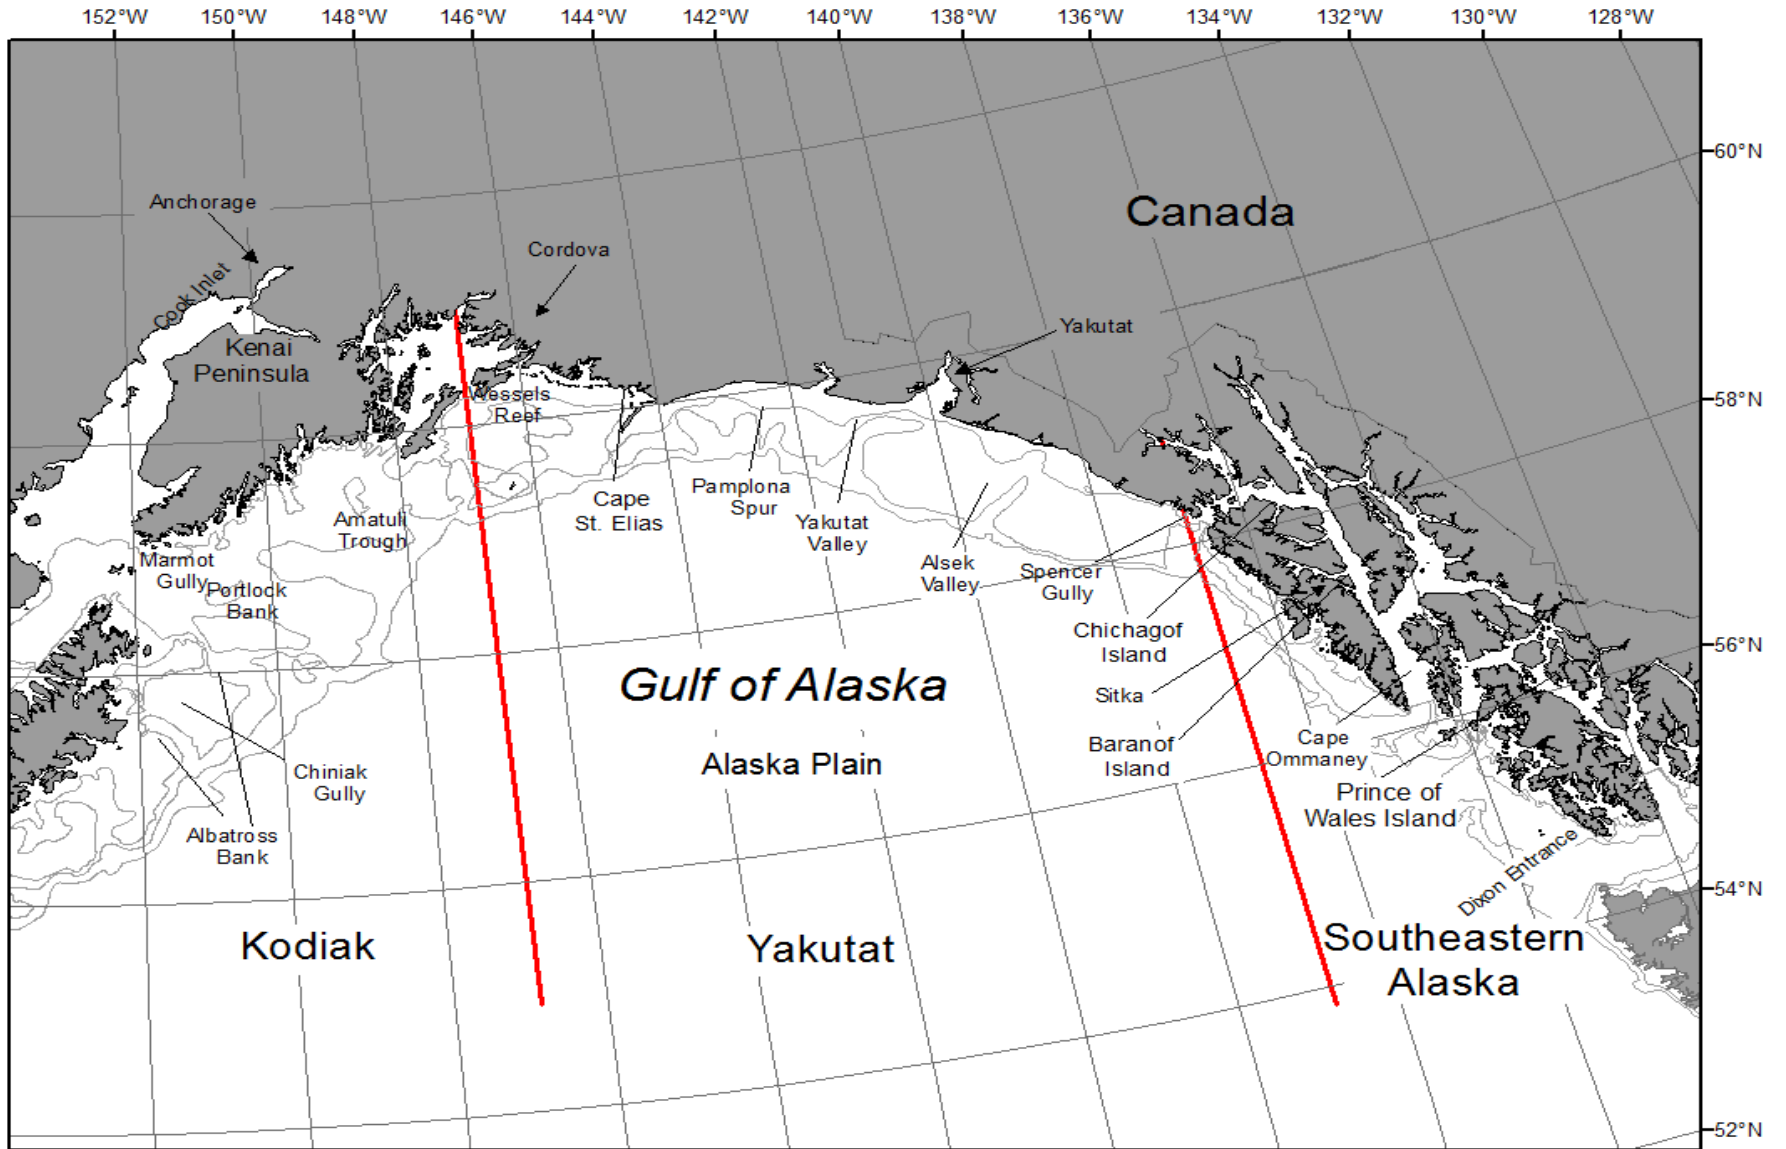 152°W 150°W 148°W 146°W 144°W 142°W 140°W 138°W 136°W 134°W 132°W 130°W 128°W
60°N
Anchorage
Canada
Cordova
Cook Inlet
Yakutat
Kenai
Peninsula
58°N
Wessels
Reef
Cape
St. Elias
Pamplona
Spur
Amatuli
Trough
Yakutat
Valley
Marmot
Gully
Portlock
Bank
Alsek
Valley
Spencer
Gully
Chichagof
Island
56°N
Gulf of Alaska
Sitka
Baranof
Island
Cape
Ommaney
Alaska Plain
Chiniak
Gully
Prince of
Wales Island
Albatross
Bank
Dixon Entrance
54°N
Kodiak
Yakutat
Southeastern
Alaska
52°N